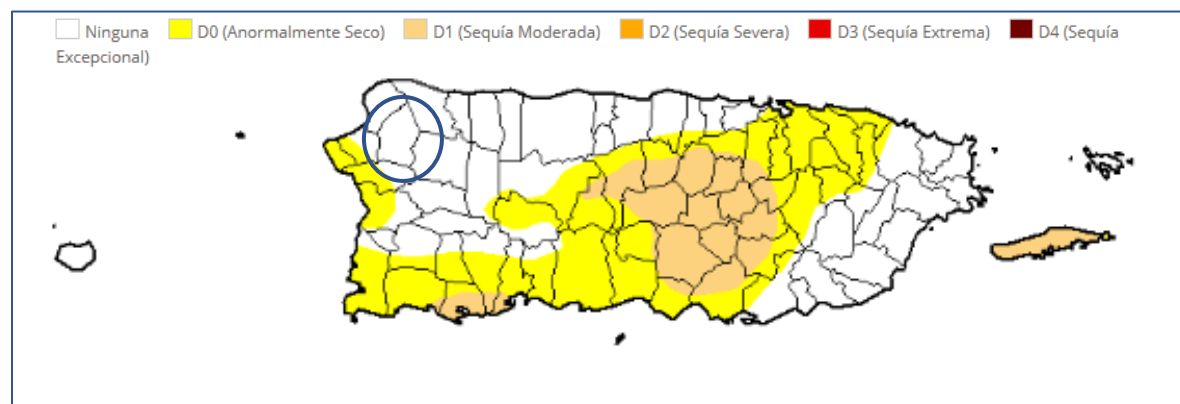 Ninguna D0 (Anormalmente Seco) D1 (Sequía Moderada) D2 (Sequía Severa) D3 (Sequía Extrema) D4 (Sequía
Excepcional)